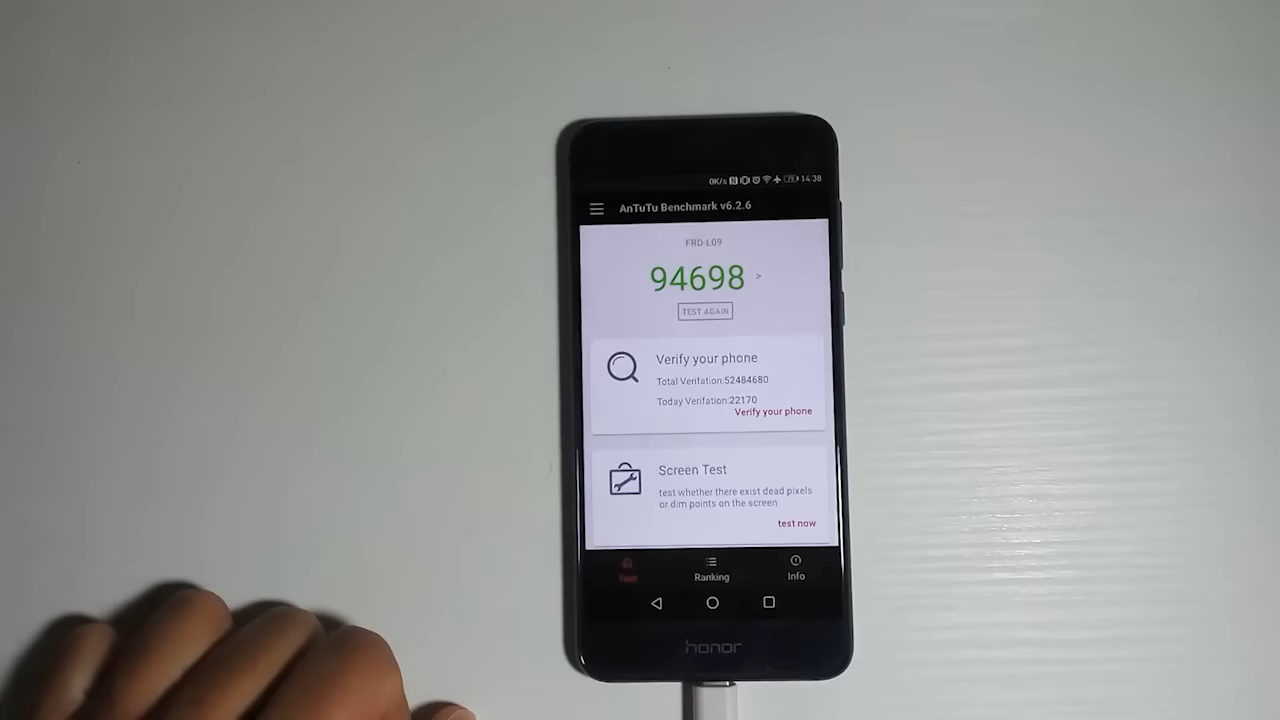 0K/s 79 14:38
AnTuTu Benchmark v6.2.6
FRD-L09
94698 >
TEST AGAIN
Verify your phone
Total Verifation:52484680
Today Verifation:22170
Verify your phone
Screen Test
test whether there exist dead pixels
or dim points on the screen
test now
Test Ranking Info
honor